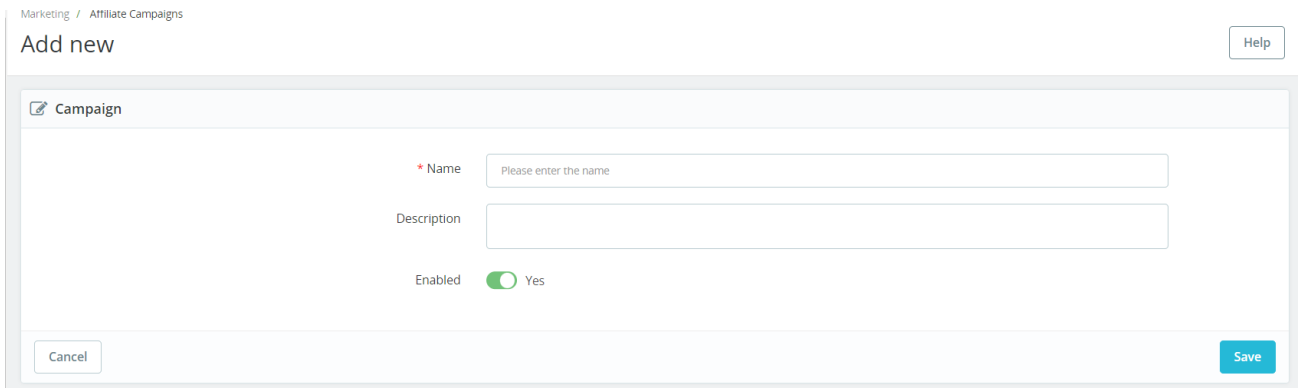 Marketing / Affiliate Campaigns
Add new
Help
Campaign
* Name
Please enter the name
Description
Enabled
Yes
Cancel
Save